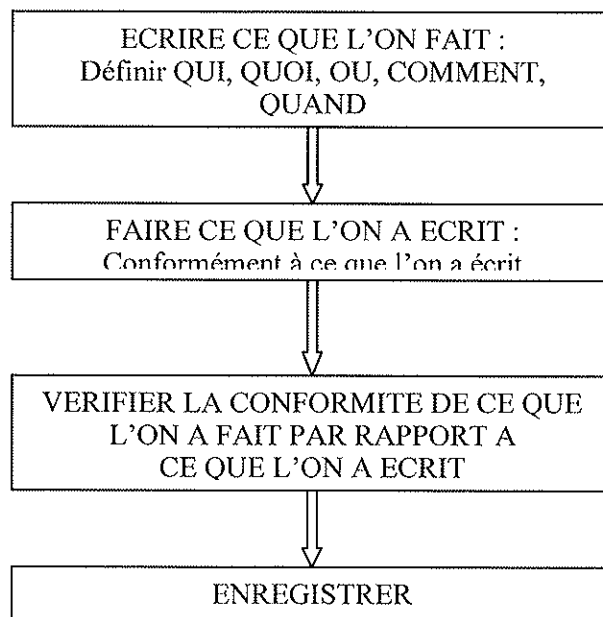 ECRIRE CE QUE L'ON FAIT :
Définir QUI, QUOI, OU, COMMENT,
QUAND
FAIRE CE QUE L'ON A ECRIT :
Conformément à ce que l'on a écrit
VERIFIER LA CONFORMITE DE CE QUE
L'ON A FAIT PAR RAPPORT A
CE QUE L'ON A ECRIT
ENREGISTRER